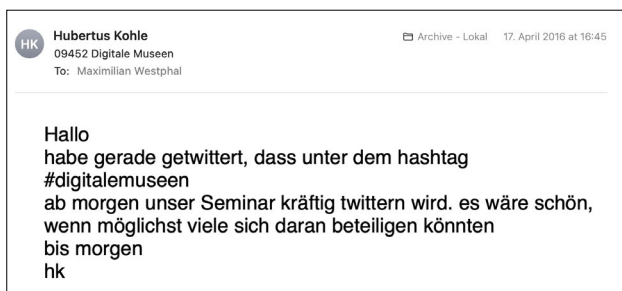 HK
Hubertus Kohle
Archive - Lokal 17. April 2016 at 16:45
09452 Digitale Museen
To: Maximilian Westphal
Hallo
habe gerade getwittert, dass unter dem hashtag
#digitalemuseen
ab morgen unser Seminar kräftig twittern wird. es wäre schön,
wenn möglichst viele sich daran beteiligen könnten
bis morgen
hk